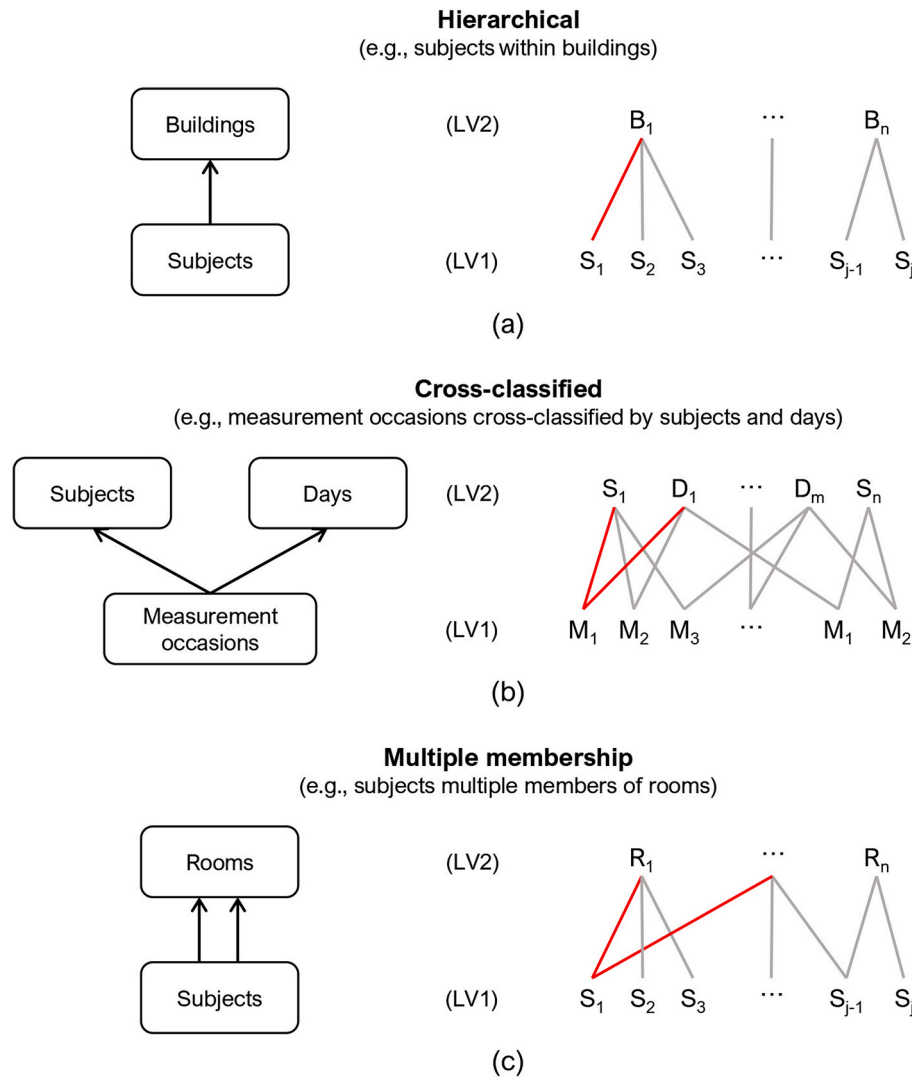 Hierarchical
(e.g., subjects within buildings)
Buildings
(LV2)
B₁ ... Bₙ
Subjects
(LV1)
S₁ S₂ S₃ ... Sⱼ₋₁ Sⱼ
(a)
Cross-classified
(e.g., measurement occasions cross-classified by subjects and days)
Subjects
Days
(LV2)
S₁ D₁ ... Dₘ Sₙ
Measurement
occasions
(LV1)
M₁ M₂ M₃ ... M₁ M₂
(b)
Multiple membership
(e.g., subjects multiple members of rooms)
Rooms
(LV2)
R₁ ... Rₙ
Subjects
(LV1)
S₁ S₂ S₃ ... Sⱼ₋₁ Sⱼ
(c)